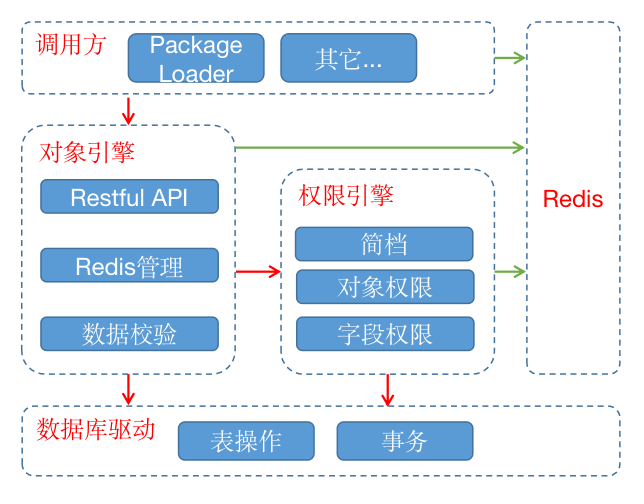 调用方
Package
Loader
其它...
对象引擎
Restful API
Redis管理
数据校验
权限引擎
简档
对象权限
字段权限
Redis
数据库驱动
表操作
事务